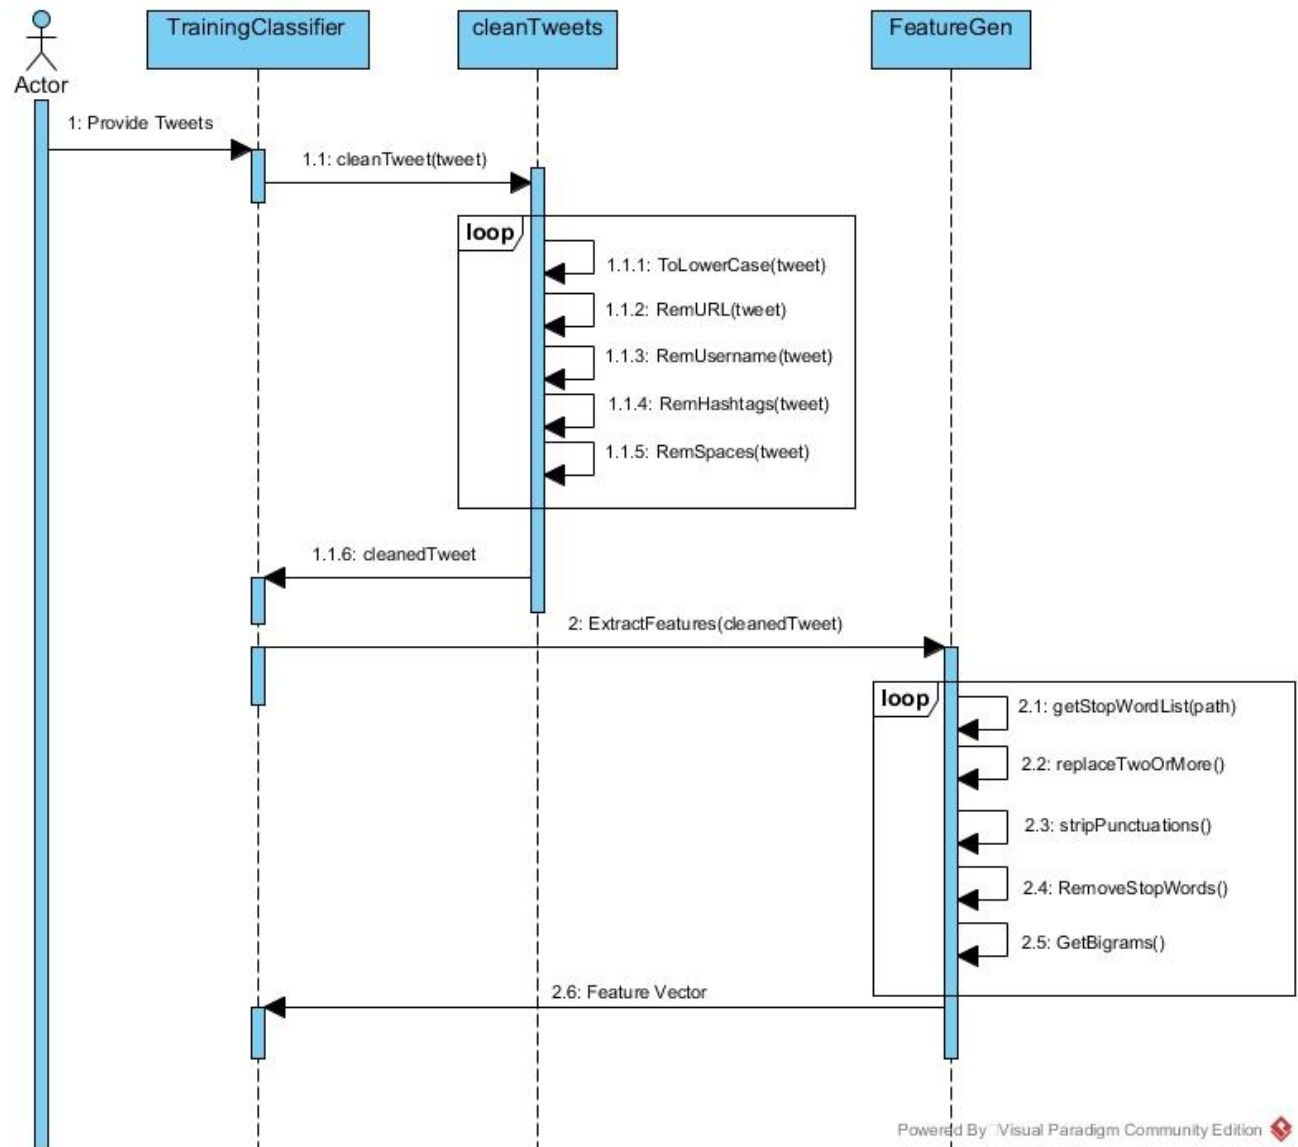 TrainingClassifier
cleanTweets
FeatureGen
Actor
1: Provide Tweets
1.1: cleanTweet(tweet)
loop
1.1.1: ToLowerCase(tweet)
1.1.2: RemURL(tweet)
1.1.3: RemUsername(tweet)
1.1.4: RemHashtags(tweet)
1.1.5: RemSpaces(tweet)
1.1.6: cleanedTweet
2: ExtractFeatures(cleanedTweet)
loop
2.1: getStopWordList(path)
2.2: replaceTwoOrMore()
2.3: stripPunctuations()
2.4: RemoveStopWords()
2.5: GetBigrams()
2.6: Feature Vector
Powered By Visual Paradigm Community Edition